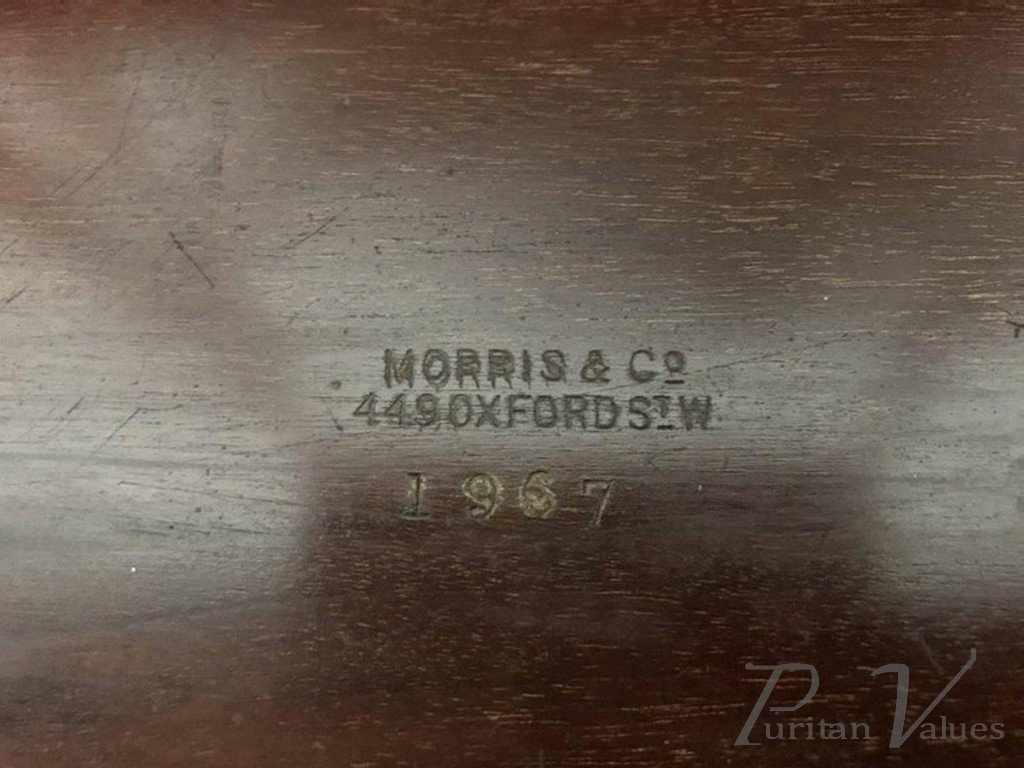 MORRIS & Cº
449 OXFORD Sᵀ W
1967
Puritan Values